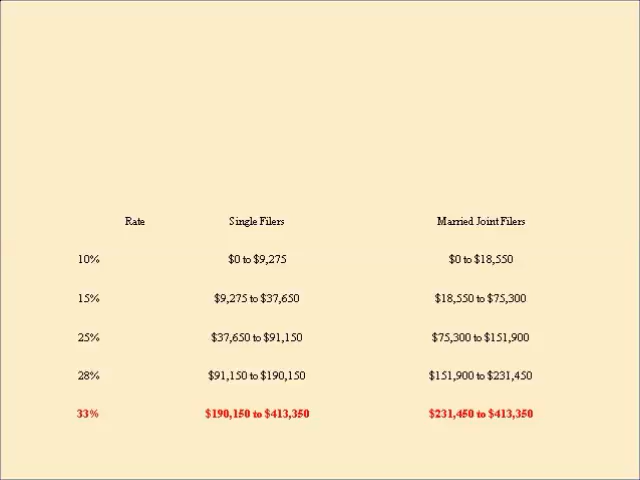 Rate Single Filers Married Joint Filers
10% $0 to $9,275 $0 to $18,550
15% $9,275 to $37,650 $18,550 to $75,300
25% $37,650 to $91,150 $75,300 to $151,900
28% $91,150 to $190,150 $151,900 to $231,450
33% $190,150 to $413,350 $231,450 to $413,350